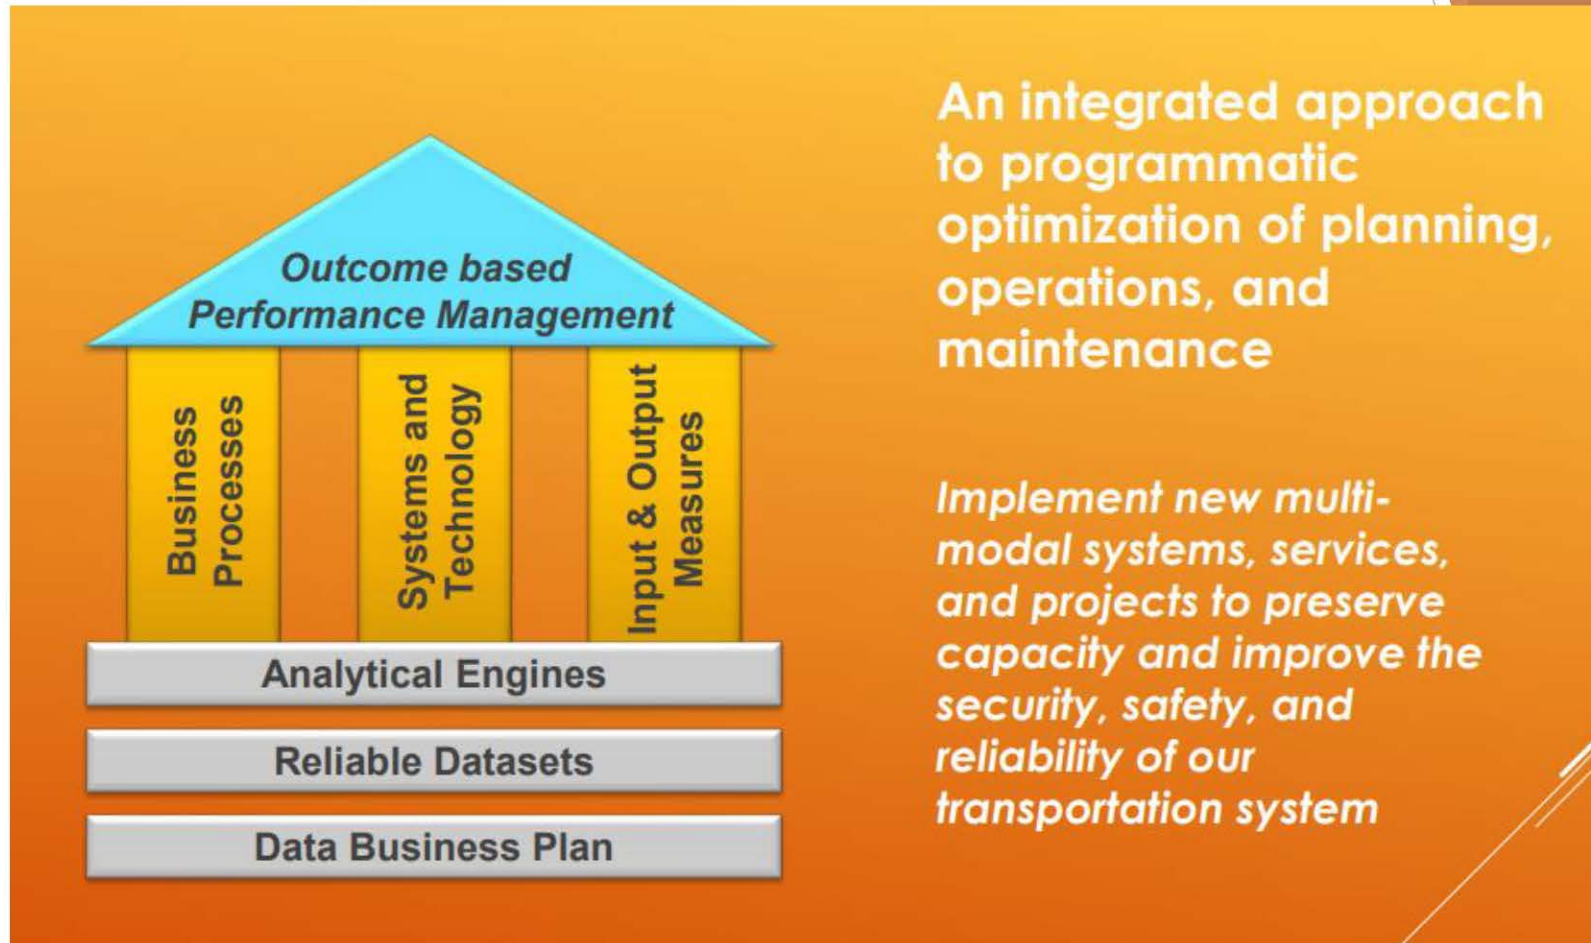 Outcome based
Performance Management
Business
Processes
Systems and
Technology
Input & Output
Measures
Analytical Engines
Reliable Datasets
Data Business Plan
An integrated approach
to programmatic
optimization of planning,
operations, and
maintenance
Implement new multi-
modal systems, services,
and projects to preserve
capacity and improve the
security, safety, and
reliability of our
transportation system